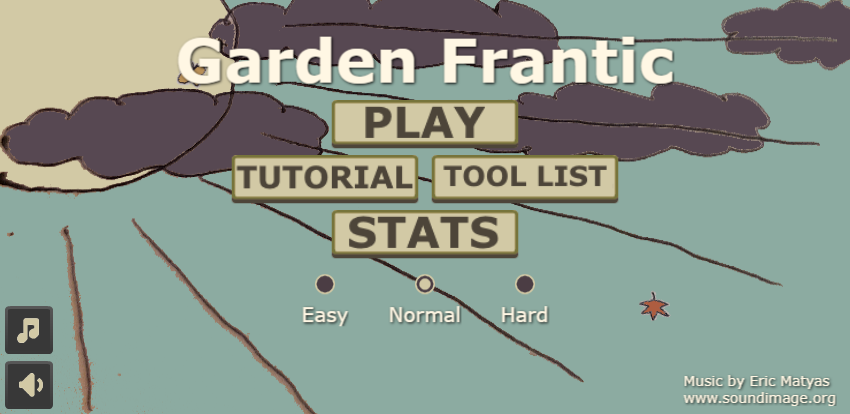 Garden Frantic
PLAY
TUTORIAL
TOOL LIST
STATS
Easy
Normal
Hard
Music by Eric Matyas
www.soundimage.org